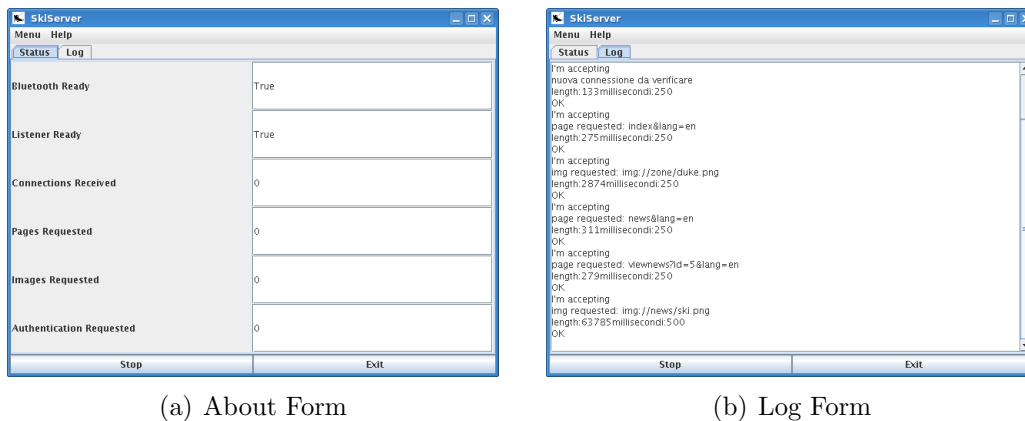 SkiServer
Menu Help
Status Log
Bluetooth Ready True
Listener Ready True
Connections Received 0
Pages Requested 0
Images Requested 0
Authentication Requested 0
Stop Exit
(a) About Form
SkiServer
Menu Help
Status Log
I'm accepting
nuova connessione da verificare
length:133millisecondi:250
OK
I'm accepting
page requested: index&lang=en
length:275millisecondi:250
OK
I'm accepting
img requested: img://zone/duke.png
length:2874millisecondi:250
OK
I'm accepting
page requested: news&lang=en
length:311millisecondi:250
OK
I'm accepting
page requested: viewnews?id=5&lang=en
length:279millisecondi:250
OK
I'm accepting
img requested: img://news/ski.png
length:63785millisecondi:500
OK
Stop Exit
(b) Log Form